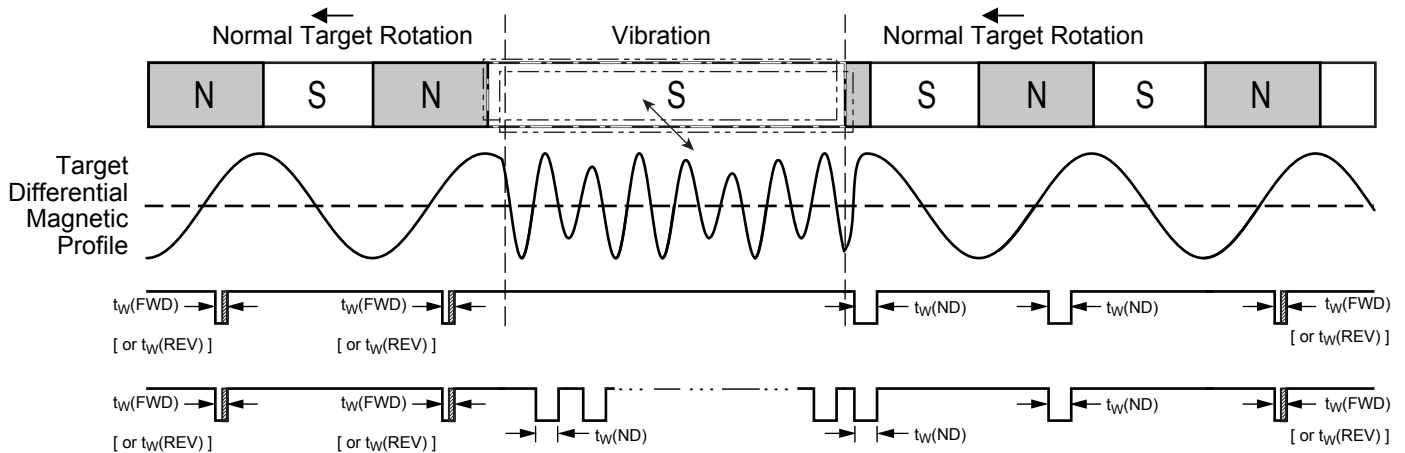 Normal Target Rotation Vibration Normal Target Rotation
N S N S S N S N
Target
Differential
Magnetic
Profile
tW(FWD) tW(FWD) tW(ND) tW(ND) tW(FWD)
[ or tW(REV) ] [ or tW(REV) ] [ or tW(REV) ]
tW(FWD) tW(FWD) tW(ND) tW(FWD)
tW(ND) tW(ND)
[ or tW(REV) ] [ or tW(REV) ] [ or tW(REV) ]